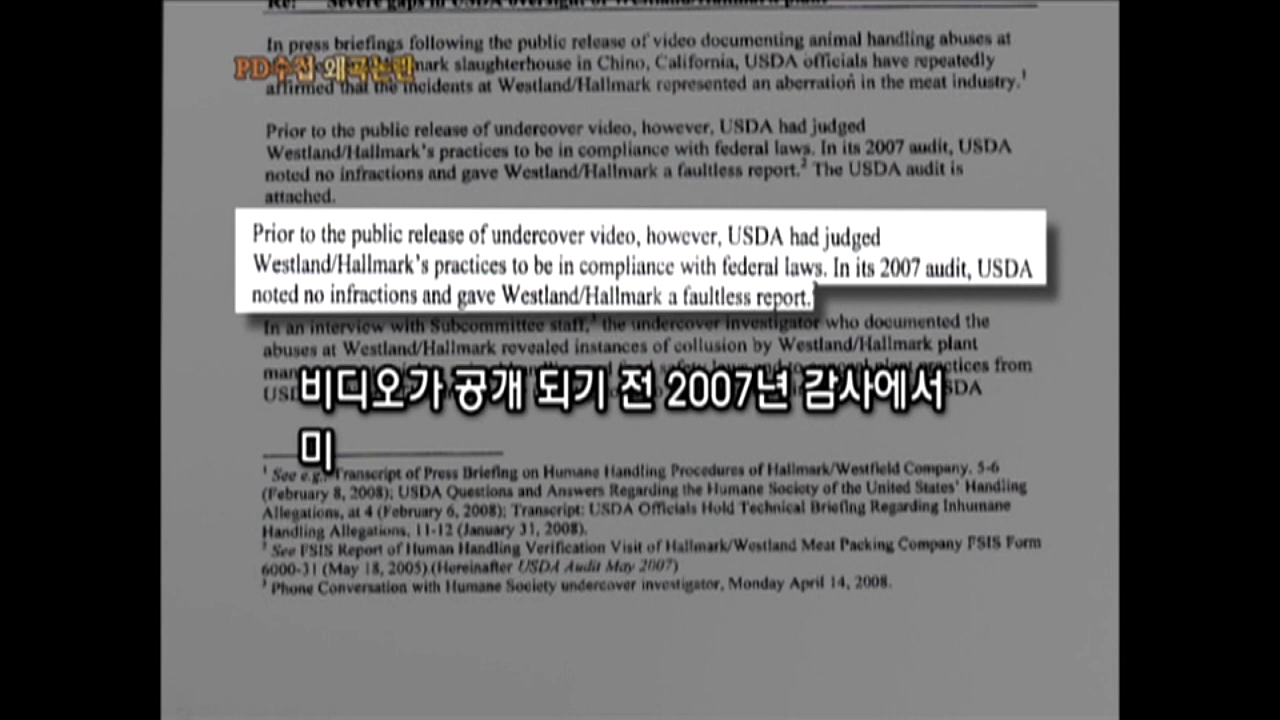 In press briefings following the public release of video documenting animal handling abuses at
PD수첩 왜곡논란
mark slaughterhouse in Chino, California, USDA officials have repeatedly
affirmed that the incidents at Westland/Hallmark represented an aberration in the meat industry.¹
Prior to the public release of undercover video, however, USDA had judged
Westland/Hallmark's practices to be in compliance with federal laws. In its 2007 audit, USDA
noted no infractions and gave Westland/Hallmark a faultless report.² The USDA audit is
attached.
Prior to the public release of undercover video, however, USDA had judged
Westland/Hallmark's practices to be in compliance with federal laws. In its 2007 audit, USDA
noted no infractions and gave Westland/Hallmark a faultless report.
In an interview with Subcommittee staff,³ the undercover investigator who documented the
abuses at Westland/Hallmark revealed instances of collusion by Westland/Hallmark plant
비디오가 공개 되기 전 2007년 감사에서
미
¹ See e.g., Transcript of Press Briefing on Humane Handling Procedures of Hallmark/Westfield Company. 5-6
(February 8, 2008); USDA Questions and Answers Regarding the Humane Society of the United States' Handling
Allegations, at 4 (February 6, 2008); Transcript: USDA Officials Hold Technical Briefing Regarding Inhumane
Handling Allegations, 11-12 (January 31, 2008).
² See FSIS Report of Human Handling Verification Visit of Hallmark/Westland Meat Packing Company FSIS Form
6000-31 (May 18, 2005).(Hereinafter USDA Audit May 2007)
³ Phone Conversation with Humane Society undercover investigator, Monday April 14, 2008.